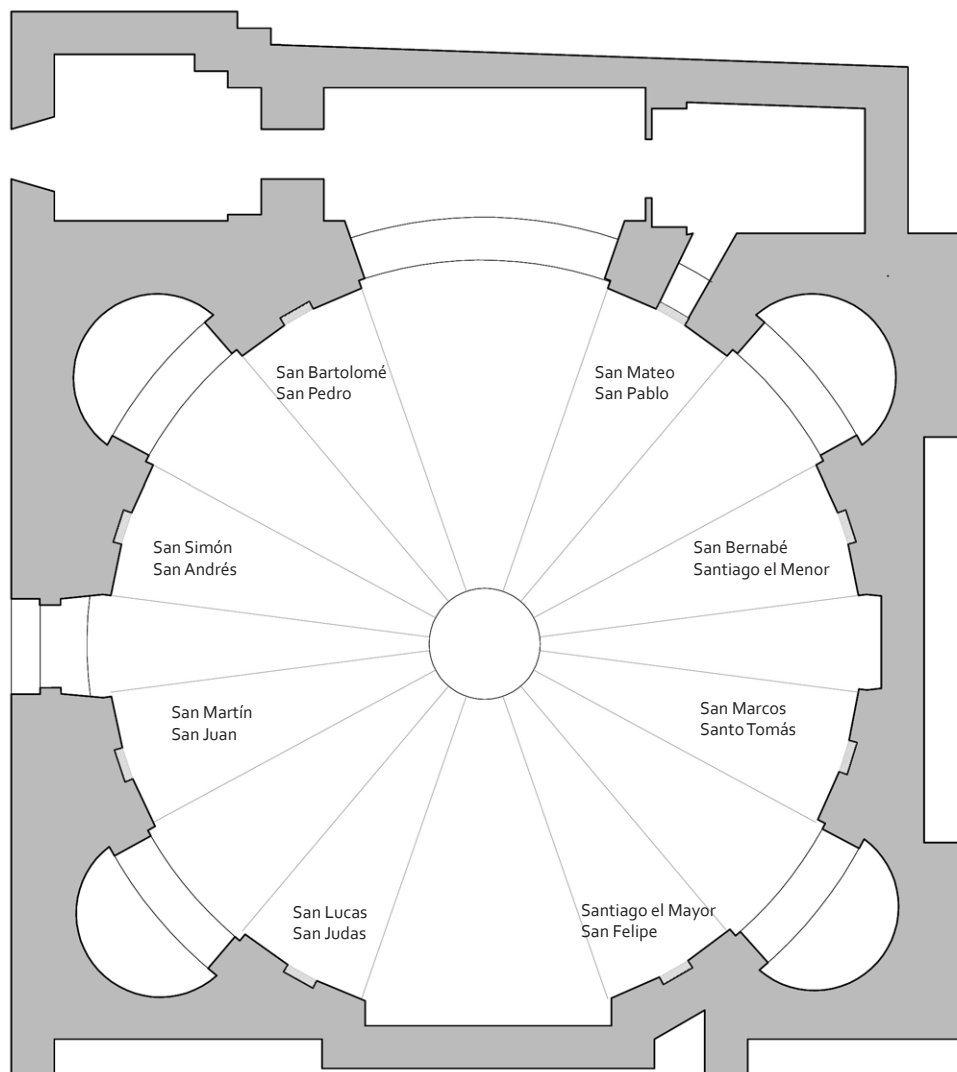 San Bartolomé
San Pedro
San Mateo
San Pablo
San Simón
San Andrés
San Bernabé
Santiago el Menor
San Martín
San Juan
San Marcos
Santo Tomás
San Lucas
San Judas
Santiago el Mayor
San Felipe